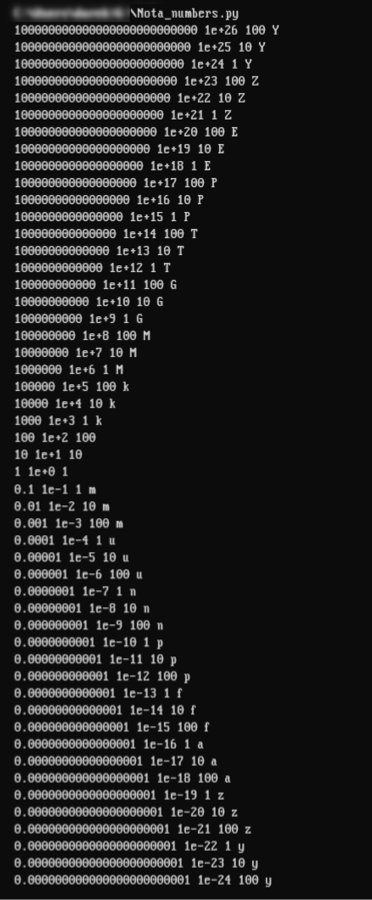 \Nota_numbers.py
100000000000000000000000000 1e+26 100 Y
10000000000000000000000000 1e+25 10 Y
1000000000000000000000000 1e+24 1 Y
100000000000000000000000 1e+23 100 Z
10000000000000000000000 1e+22 10 Z
1000000000000000000000 1e+21 1 Z
100000000000000000000 1e+20 100 E
10000000000000000000 1e+19 10 E
1000000000000000000 1e+18 1 E
100000000000000000 1e+17 100 P
10000000000000000 1e+16 10 P
1000000000000000 1e+15 1 P
100000000000000 1e+14 100 T
10000000000000 1e+13 10 T
1000000000000 1e+12 1 T
100000000000 1e+11 100 G
10000000000 1e+10 10 G
1000000000 1e+9 1 G
100000000 1e+8 100 M
10000000 1e+7 10 M
1000000 1e+6 1 M
100000 1e+5 100 k
10000 1e+4 10 k
1000 1e+3 1 k
100 1e+2 100
10 1e+1 10
1 1e+0 1
0.1 1e-1 1 m
0.01 1e-2 10 m
0.001 1e-3 100 m
0.0001 1e-4 1 u
0.00001 1e-5 10 u
0.000001 1e-6 100 u
0.0000001 1e-7 1 n
0.00000001 1e-8 10 n
0.000000001 1e-9 100 n
0.0000000001 1e-10 1 p
0.00000000001 1e-11 10 p
0.000000000001 1e-12 100 p
0.0000000000001 1e-13 1 f
0.00000000000001 1e-14 10 f
0.000000000000001 1e-15 100 f
0.0000000000000001 1e-16 1 a
0.00000000000000001 1e-17 10 a
0.000000000000000001 1e-18 100 a
0.0000000000000000001 1e-19 1 z
0.00000000000000000001 1e-20 10 z
0.000000000000000000001 1e-21 100 z
0.0000000000000000000001 1e-22 1 y
0.00000000000000000000001 1e-23 10 y
0.000000000000000000000001 1e-24 100 y